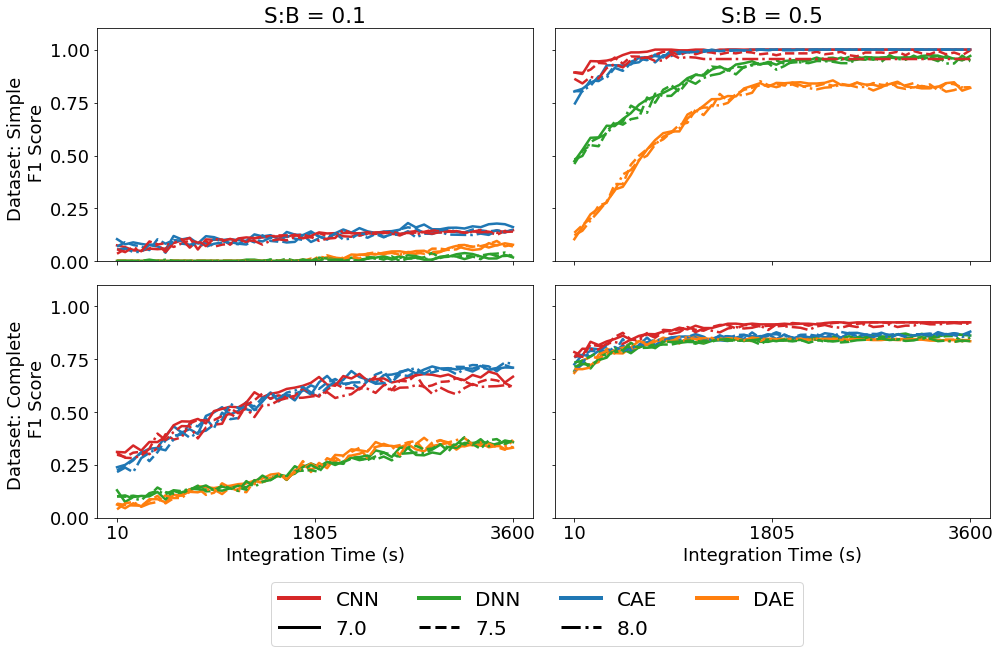 S:B = 0.1
S:B = 0.5
Dataset: Simple
F1 Score
1.00
0.75
0.50
0.25
0.00
Dataset: Complete
F1 Score
1.00
0.75
0.50
0.25
0.00
10 1805 3600
Integration Time (s)
10 1805 3600
Integration Time (s)
CNN DNN CAE DAE
7.0 7.5 8.0